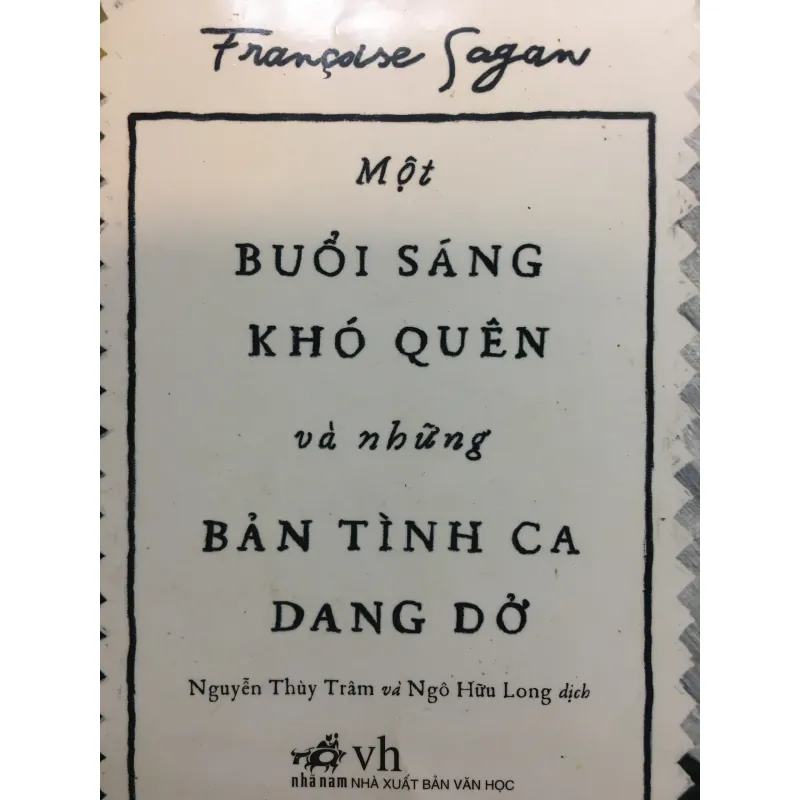 Françoise Sagan
Một
BUỔI SÁNG
KHÓ QUÊN
và những
BẢN TÌNH CA
DANG DỞ
Nguyễn Thùy Trâm và Ngô Hữu Long dịch
vh
nhã nam NHÀ XUẤT BẢN VĂN HỌC